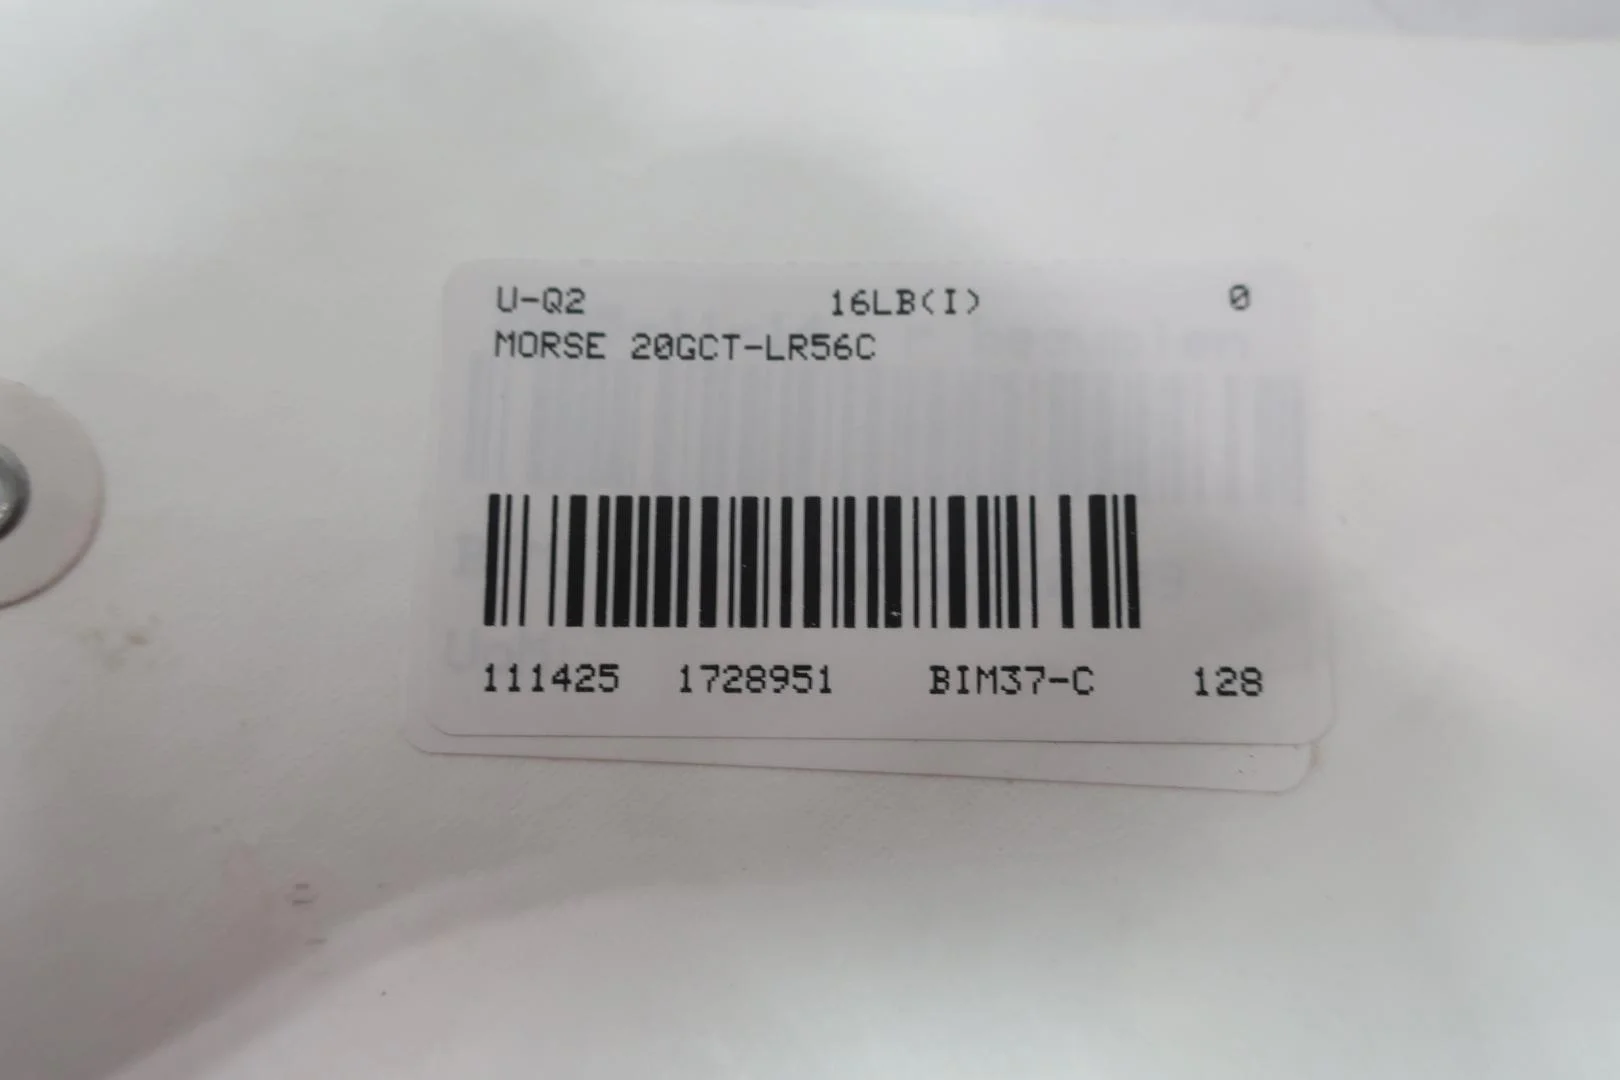 U-Q2 16LB(I) 0
MORSE 20GCT-LR56C
111425 1728951 BIM37-C 128